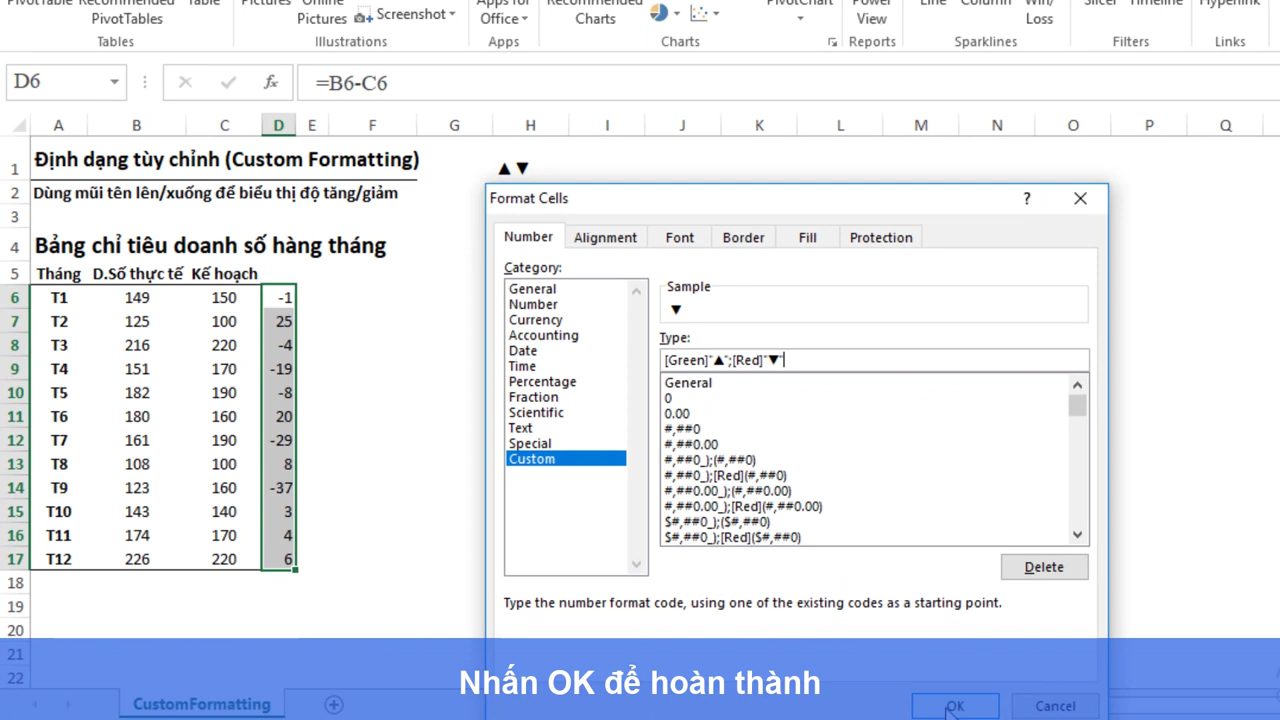 PivotTable Recommended Table Pictures Online Apps for Recommended PivotChart Power Line Column Win/ Slicer Timeline Hyperlink
PivotTables Pictures Screenshot Office Charts View Loss
Tables Illustrations Apps Charts Reports Sparklines Filters Links
D6 fx =B6-C6
A B C D E F G H I J K L M N O P Q
1 Định dạng tùy chỉnh (Custom Formatting) ▲▼
2 Dùng mũi tên lên/xuống để biểu thị độ tăng/giảm
3
4 Bảng chỉ tiêu doanh số hàng tháng
5 Tháng D.Số thực tế Kế hoạch
6 T1 149 150 -1
7 T2 125 100 25
8 T3 216 220 -4
9 T4 151 170 -19
10 T5 182 190 -8
11 T6 180 160 20
12 T7 161 190 -29
13 T8 108 100 8
14 T9 123 160 -37
15 T10 143 140 3
16 T11 174 170 4
17 T12 226 220 6
18
19
20
21
22
Format Cells ?
Number Alignment Font Border Fill Protection
Category:
General
Number
Currency
Accounting
Date
Time
Percentage
Fraction
Scientific
Text
Special
Custom
Sample
▼
Type:
[Green]"▲";[Red]"▼"
General
0
0.00
#,##0
#,##0.00
#,##0_);(#,##0)
#,##0_);[Red](#,##0)
#,##0.00_);(#,##0.00)
#,##0.00_);[Red](#,##0.00)
$#,##0_);($#,##0)
$#,##0_);[Red]($#,##0)
Delete
Type the number format code, using one of the existing codes as a starting point.
Nhấn OK để hoàn thành
CustomFormatting
OK Cancel